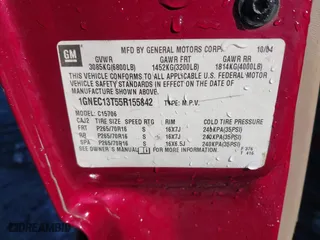 GM
MFD BY GENERAL MOTORS CORP. 10/04
GVWR GAWR FRT GAWR RR
3085KG(6800LB) 1452KG(3200LB) 1814KG(4000LB)
THIS VEHICLE CONFORMS TO ALL APPLICABLE U.S. FEDERAL MOTOR
VEHICLE SAFETY STANDARDS IN EFFECT ON THE DATE OF
MANUFACTURE SHOWN ABOVE.
1GNEC13T55R155842 TYPE: M.P.V.
MODEL: C15706
CAJ2 TIRE SIZE SPEED RTG RIM COLD TIRE PRESSURE
FRT P265/70R16 S 16X7J 240KPA(35PSI)
RR P265/70R16 S 16X7J 240KPA(35PSI)
SPA P265/70R16 S 16X6.5J 240KPA(35PSI)
SEE OWNER'S MANUAL FOR MORE INFORMATION.